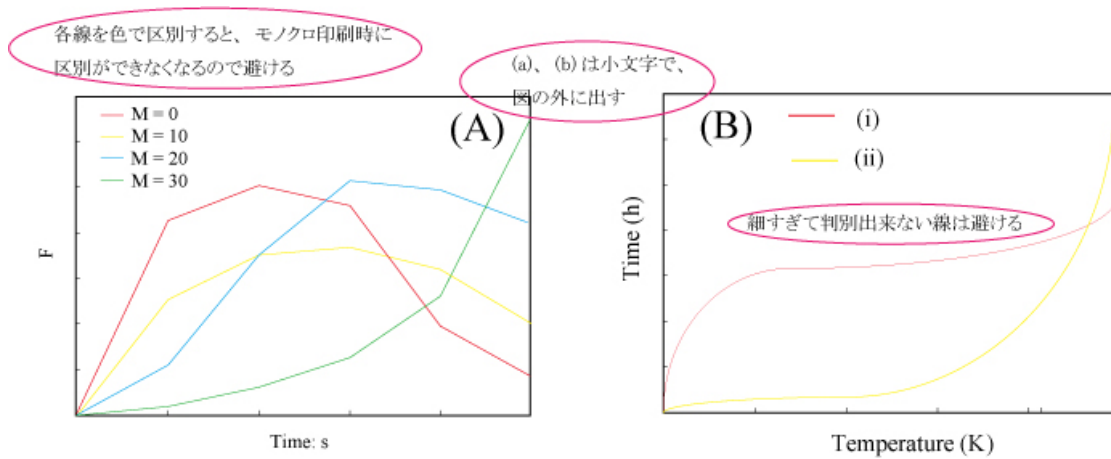 各線を色で区別すると、モノクロ印刷時に
区別ができなくなるので避ける
(a)、(b)は小文字で、
図の外に出す
M = 0
M = 10
M = 20
M = 30
(A)
F
Time: s
(B)
(i)
(ii)
細すぎて判別出来ない線は避ける
Time (h)
Temperature (K)